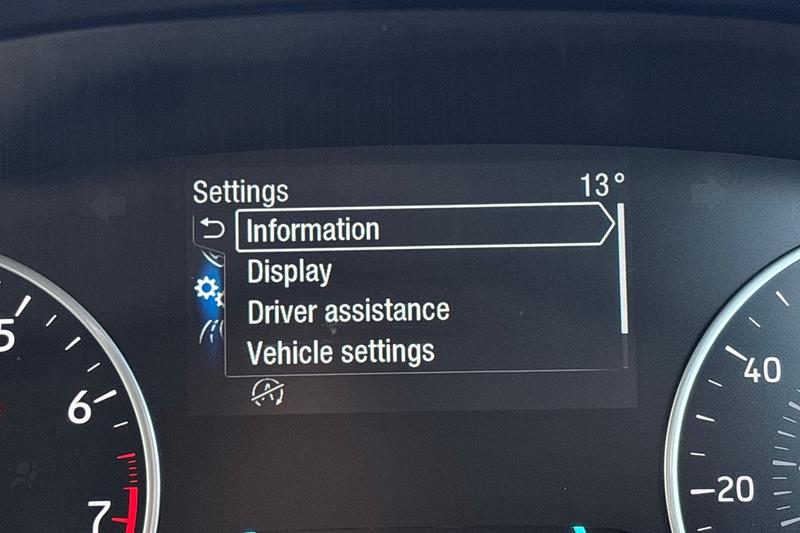 Settings 13°
Information
Display
Driver assistance
Vehicle settings
A
5
6
7
40
20